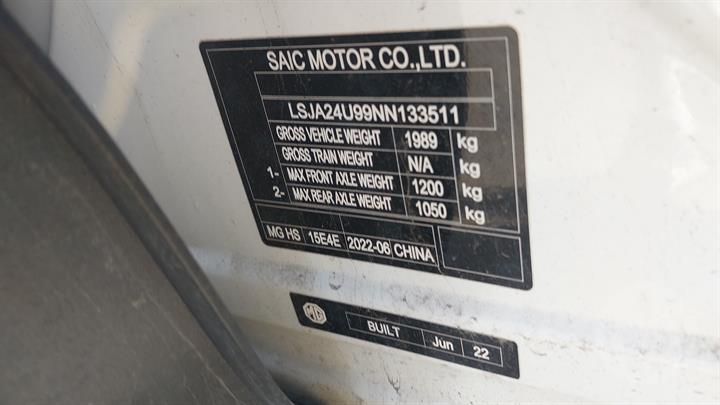 SAIC MOTOR CO.,LTD.
LSJA24U99NN133511
GROSS VEHICLE WEIGHT 1989 kg
GROSS TRAIN WEIGHT N/A kg
1- MAX FRONT AXLE WEIGHT 1200 kg
2- MAX REAR AXLE WEIGHT 1050 kg
MG HS 15E4E 2022-06 CHINA
MG BUILT Jun 22